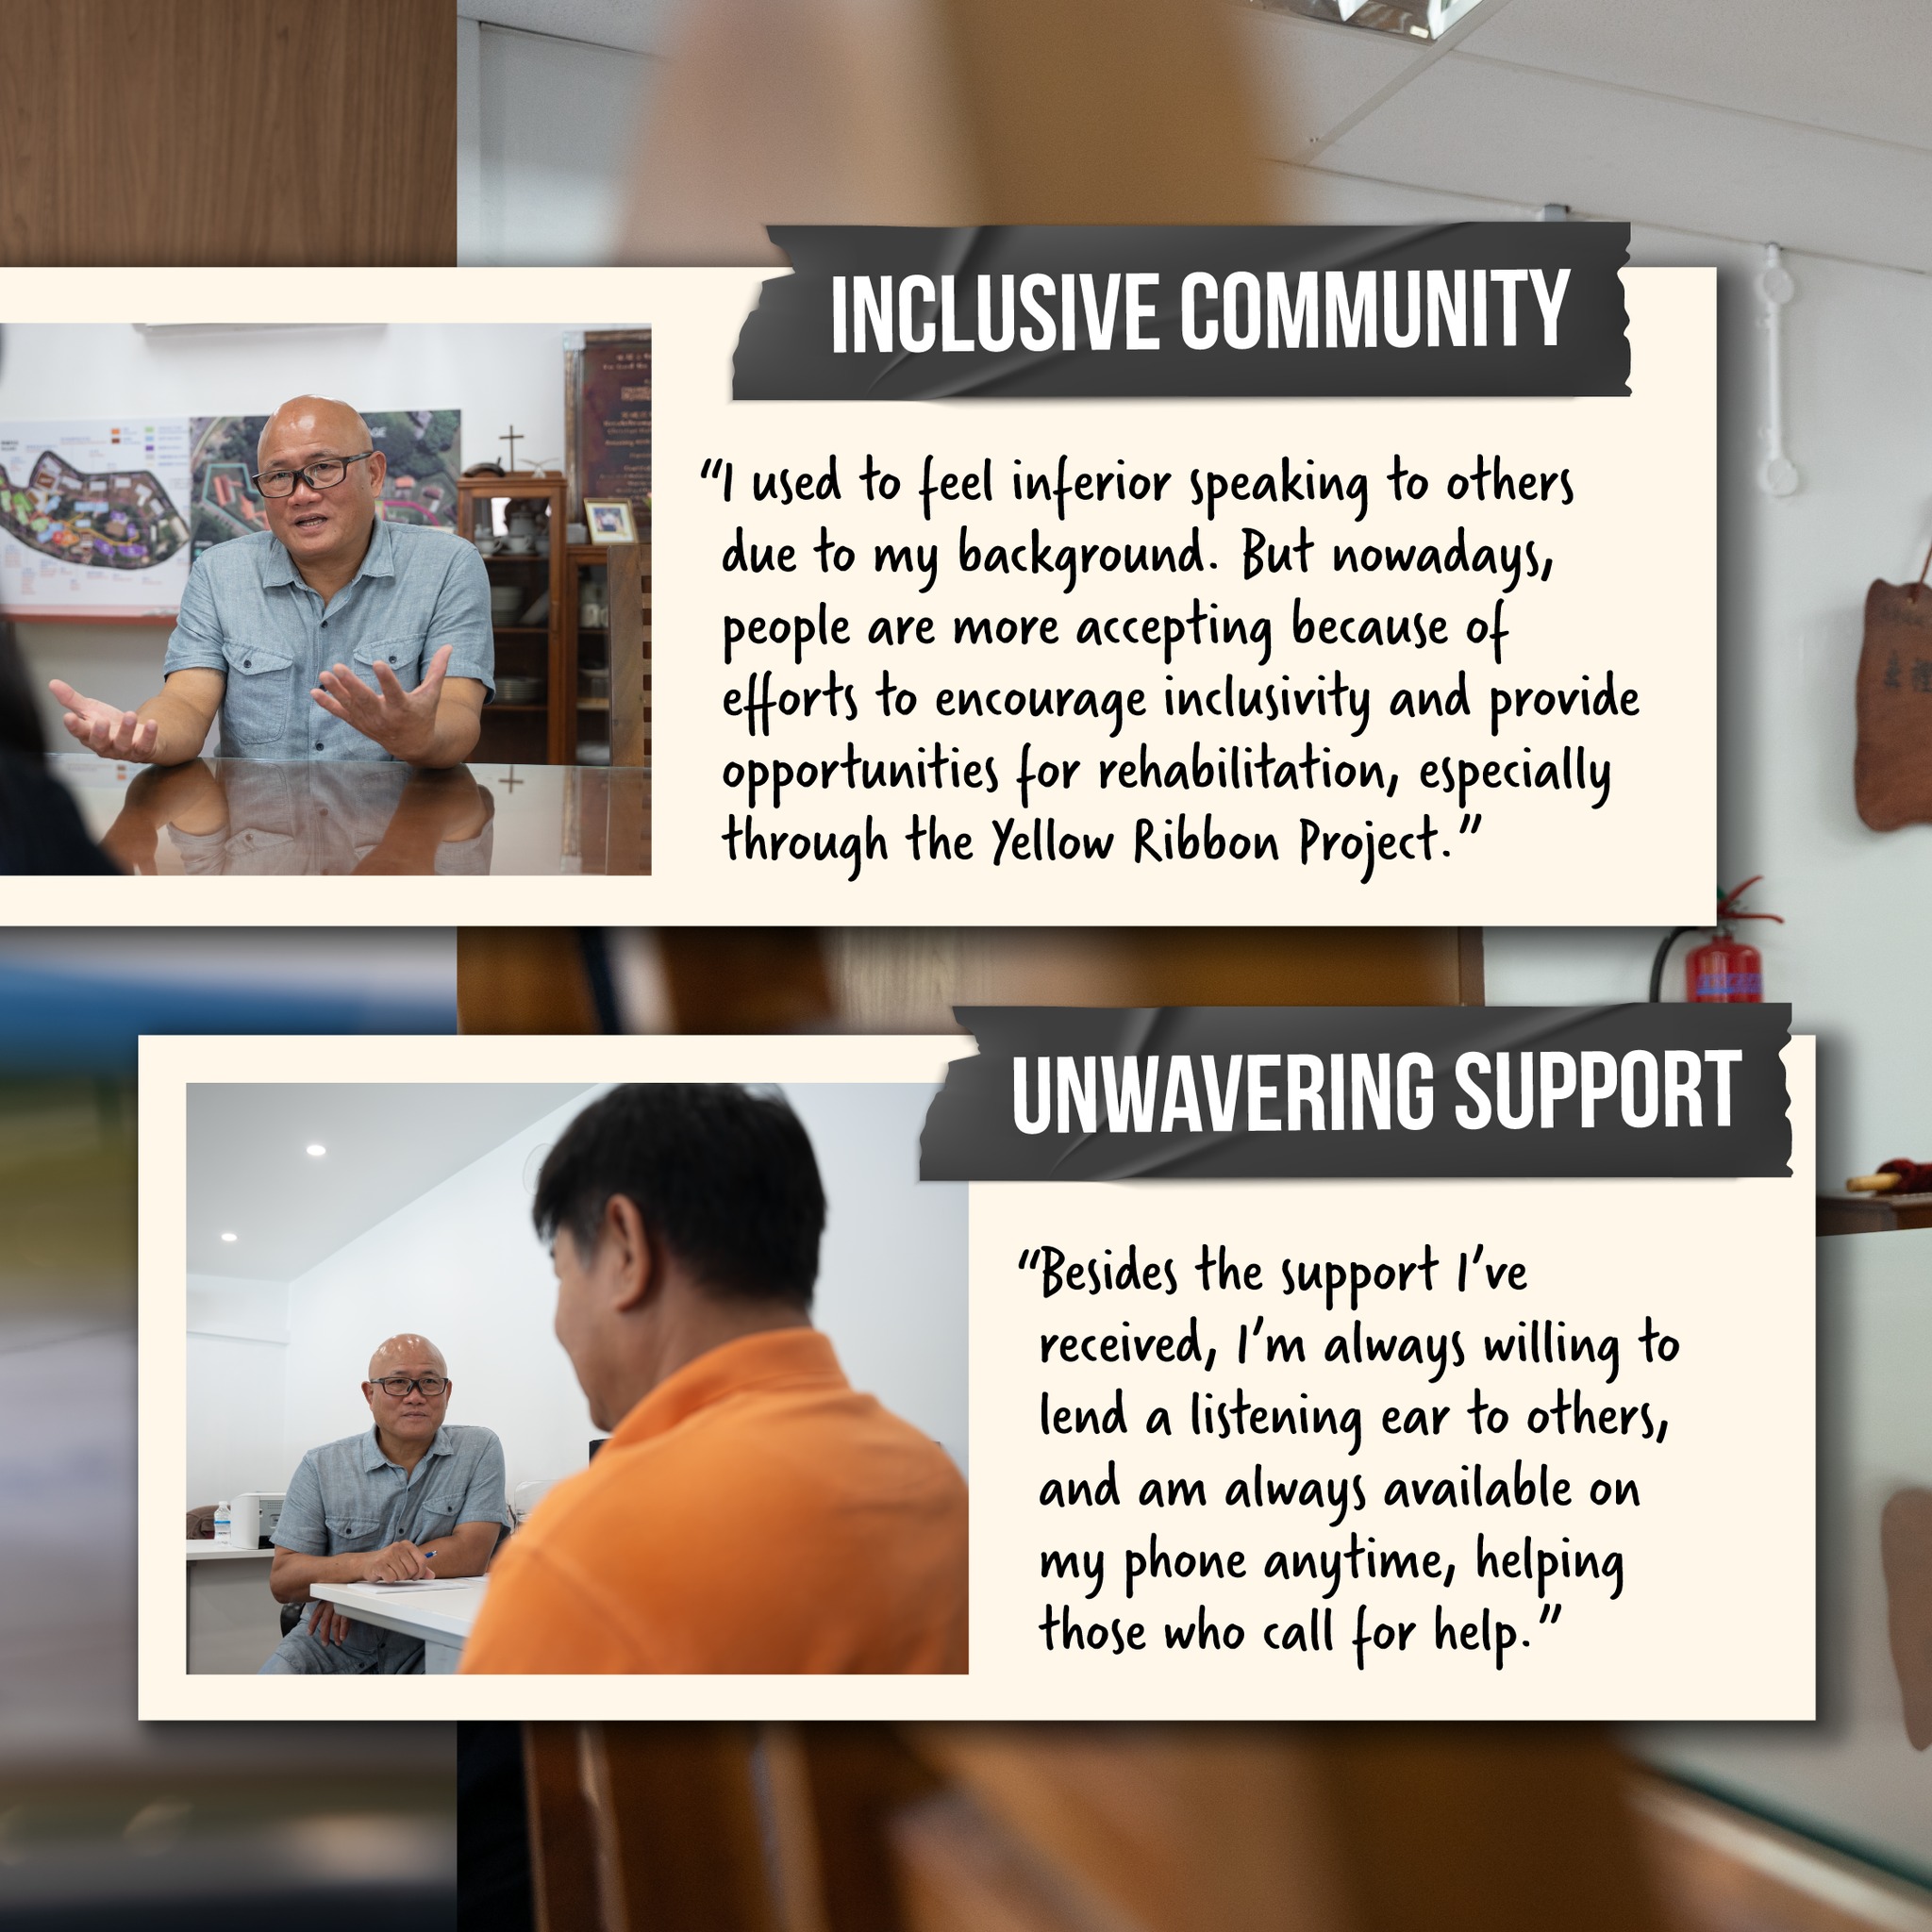 INCLUSIVE COMMUNITY
“I used to feel inferior speaking to others
due to my background. But nowadays,
people are more accepting because of
efforts to encourage inclusivity and provide
opportunities for rehabilitation, especially
through the Yellow Ribbon Project.”
UNWAVERING SUPPORT
“Besides the support I’ve
received, I’m always willing to
lend a listening ear to others,
and am always available on
my phone anytime, helping
those who call for help.”